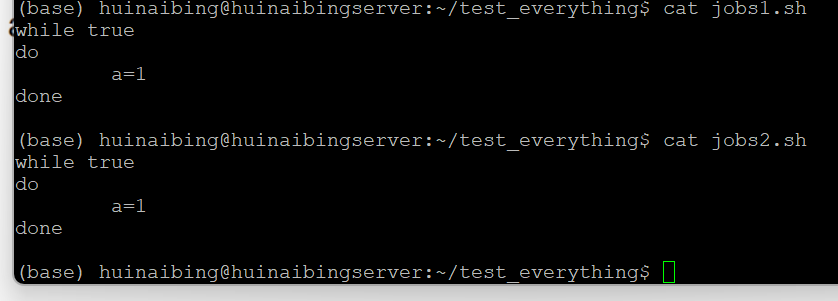 (base) huinaibing@huinaibingserver:~/test_everything$ cat jobs1.sh
while true
do
        a=1
done

(base) huinaibing@huinaibingserver:~/test_everything$ cat jobs2.sh
while true
do
        a=1
done

(base) huinaibing@huinaibingserver:~/test_everything$